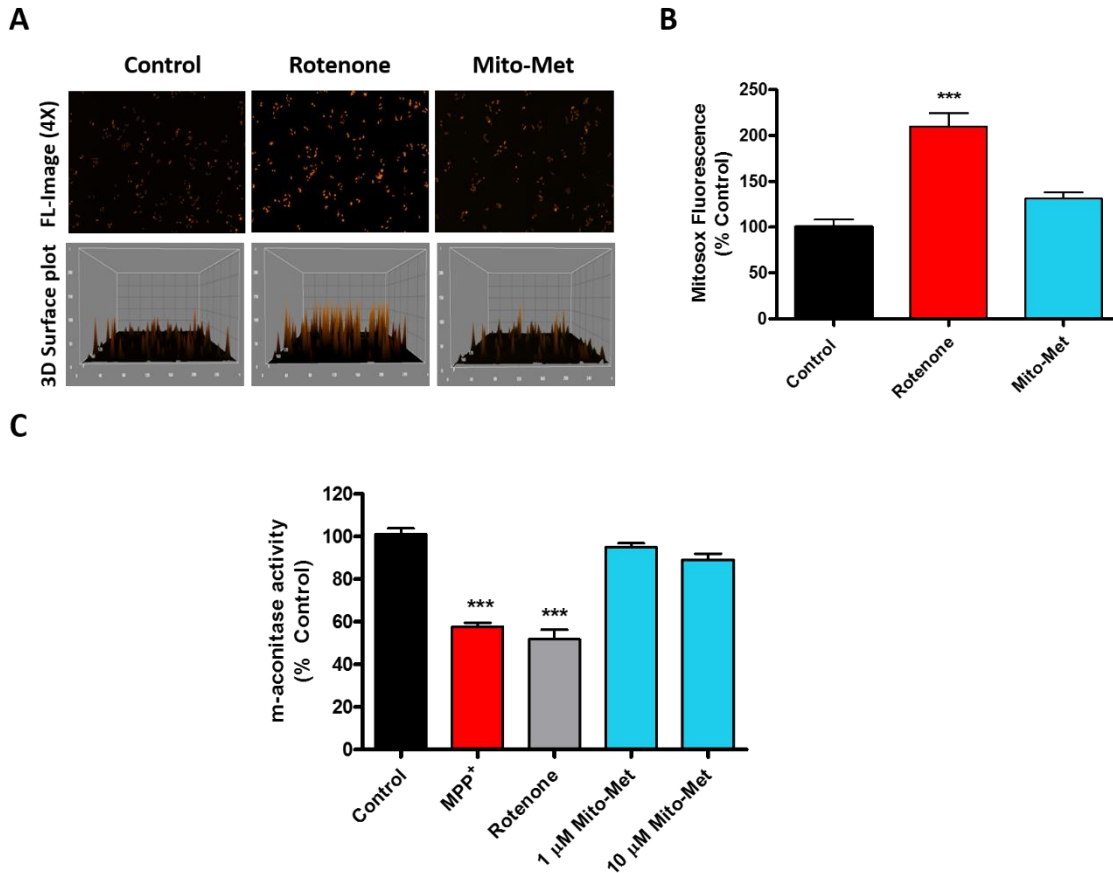 A
Control Rotenone Mito-Met
FL-Image (4X)
3D Surface plot
B
Mitosox Fluorescence
(% Control)
250
200
150
100
50
0
***
Control
Rotenone
Mito-Met
C
m-aconitase activity
(% Control)
120
100
80
60
40
20
0
***
***
Control
MPP⁺
Rotenone
1 μM Mito-Met
10 μM Mito-Met